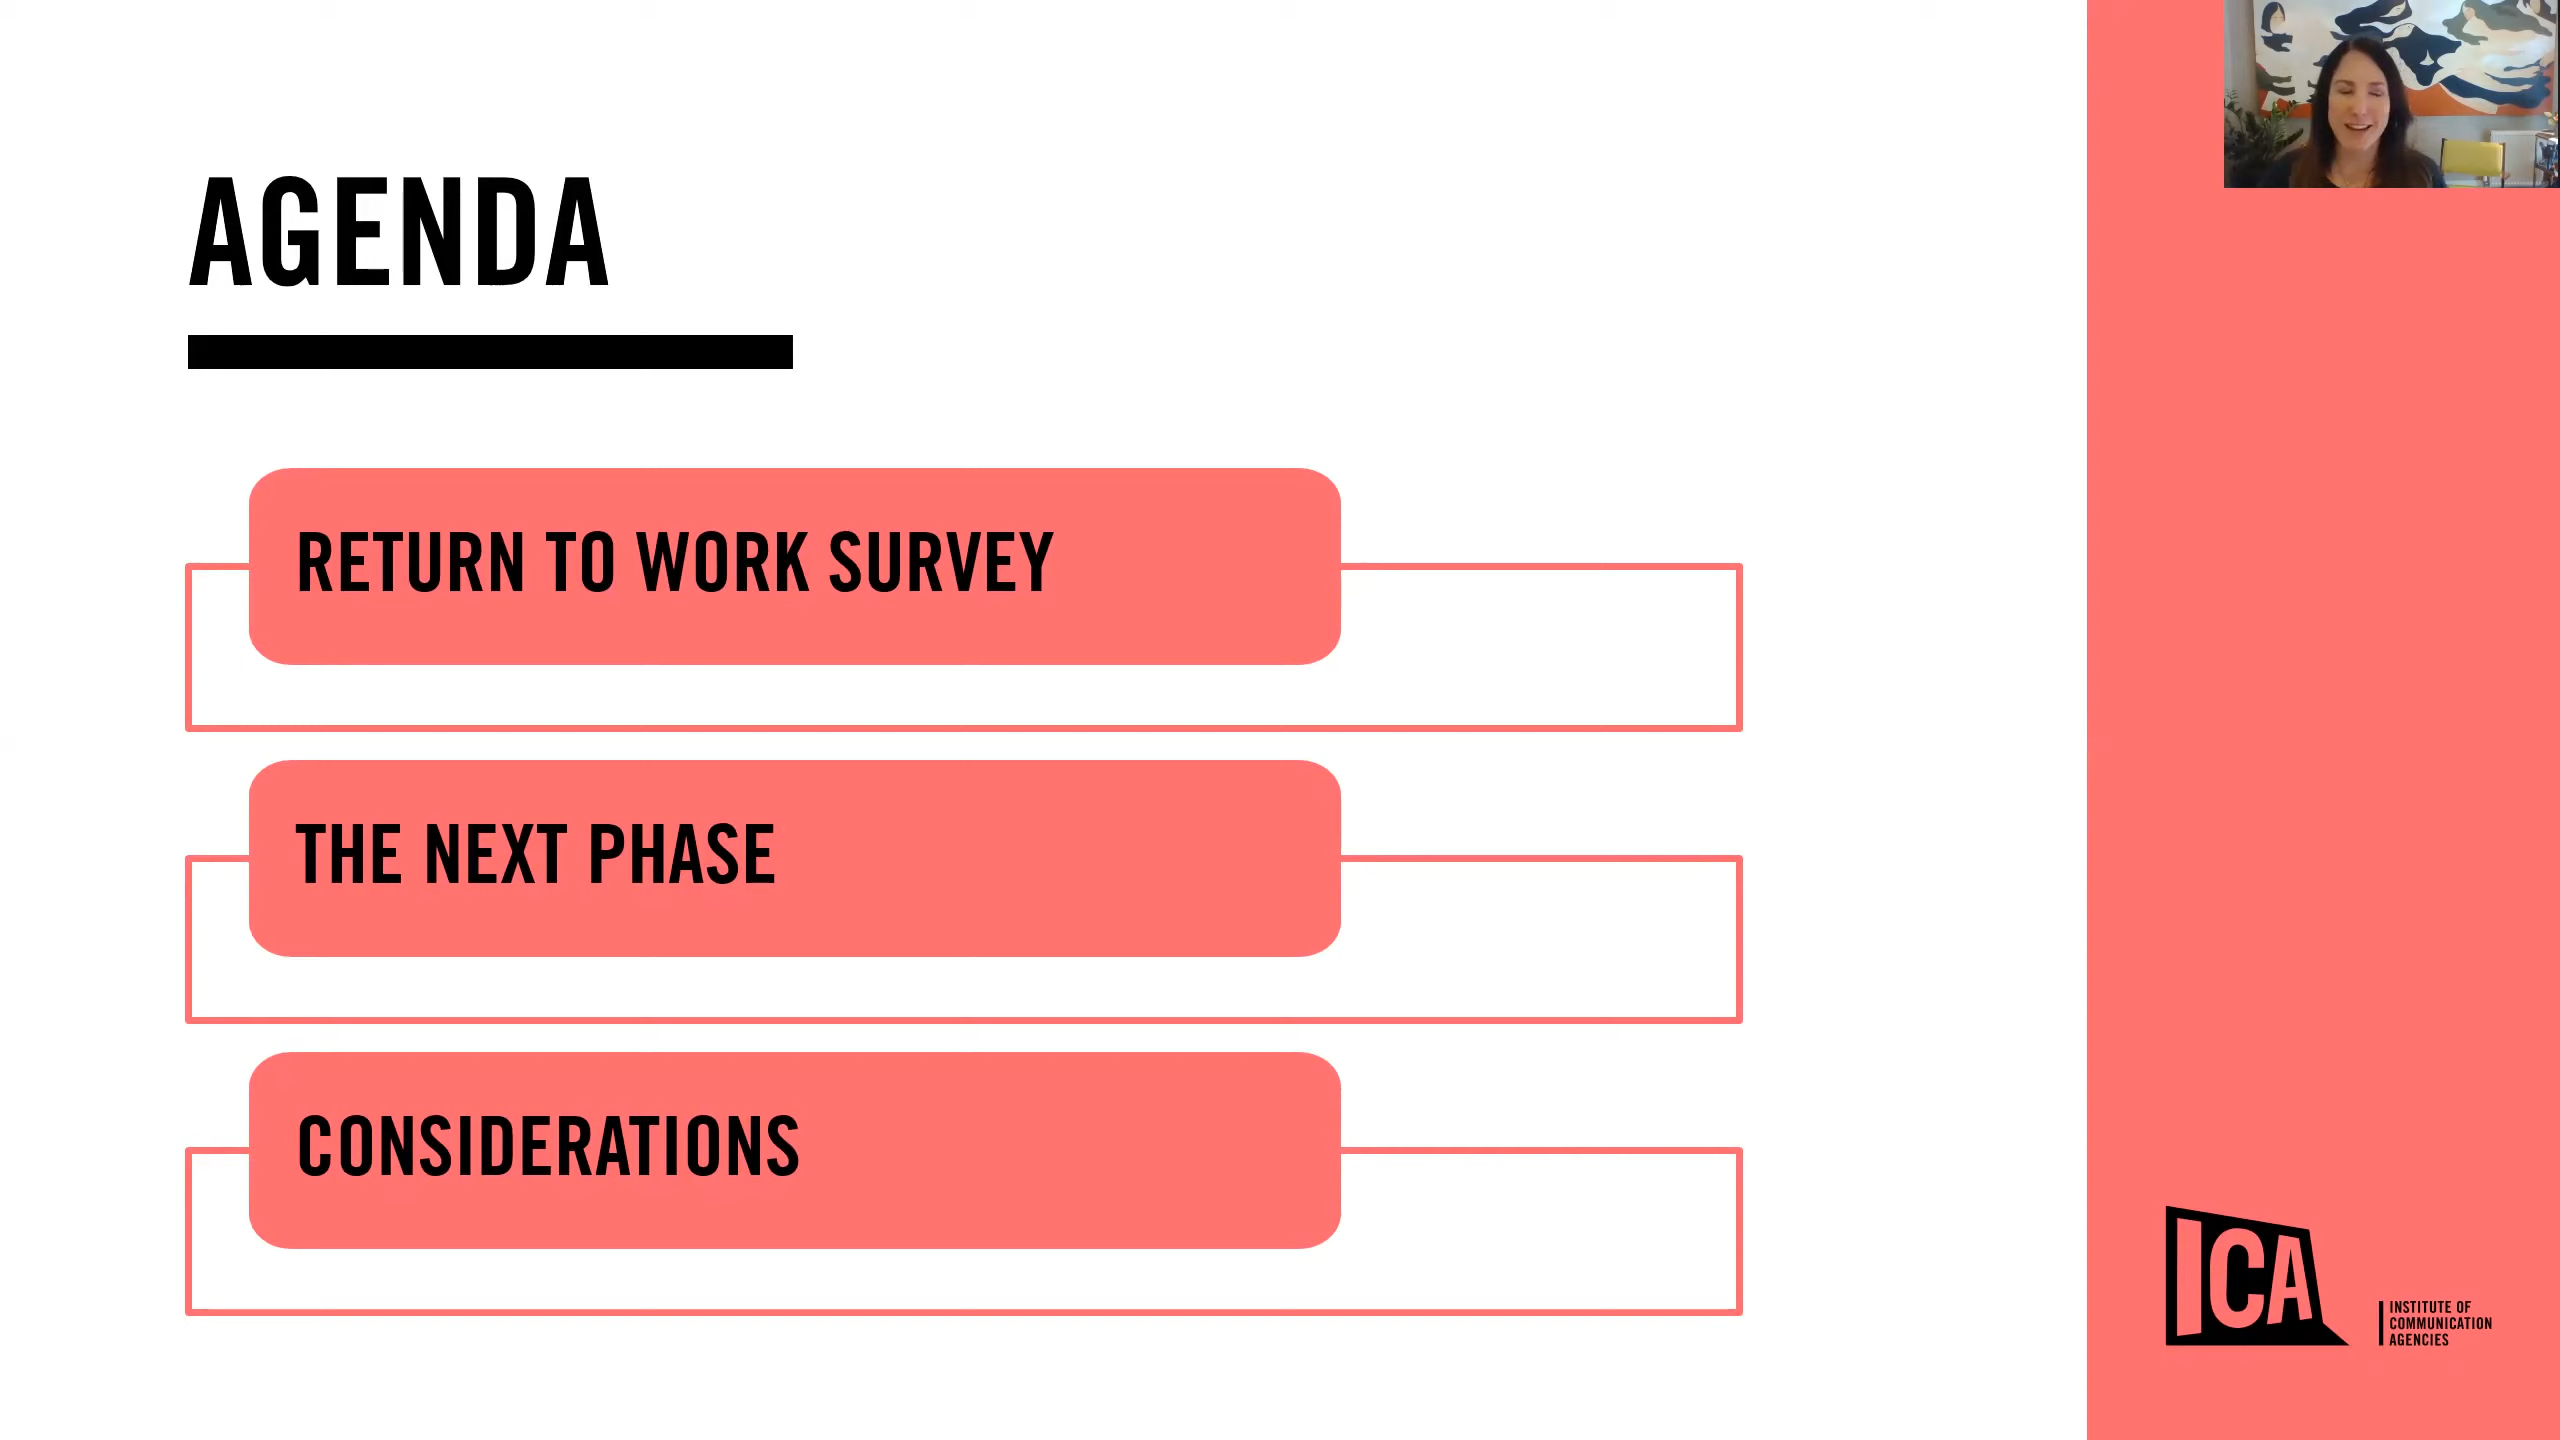 AGENDA
RETURN TO WORK SURVEY
THE NEXT PHASE
CONSIDERATIONS
ICA
INSTITUTE OF
COMMUNICATION
AGENCIES